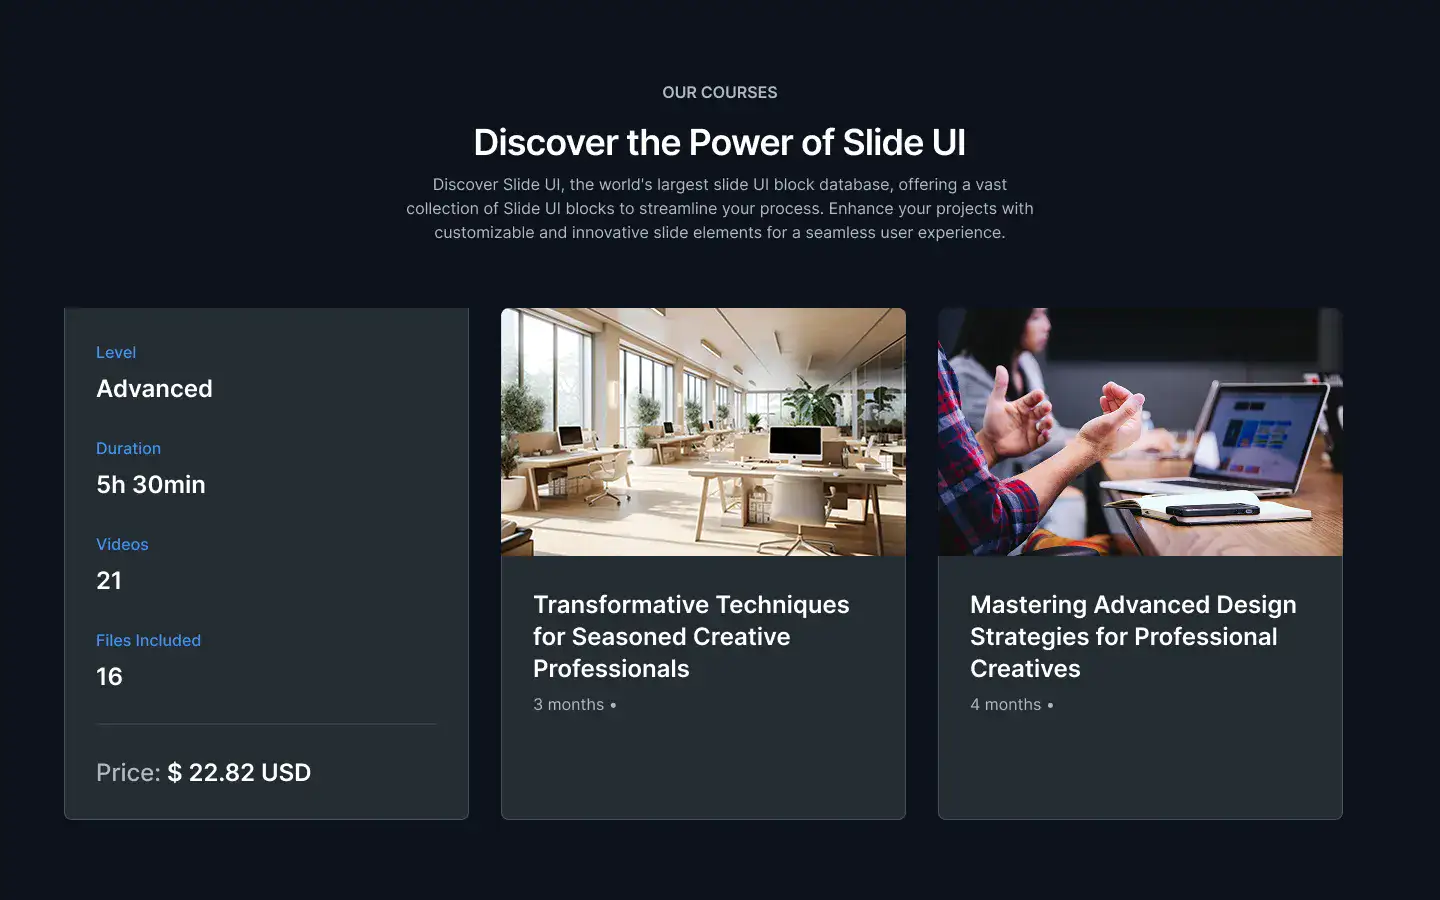 OUR COURSES
Discover the Power of Slide UI
Discover Slide UI, the world's largest slide UI block database, offering a vast
collection of Slide UI blocks to streamline your process. Enhance your projects with
customizable and innovative slide elements for a seamless user experience.
Level
Advanced
Duration
5h 30min
Videos
21
Files Included
16
Price: $ 22.82 USD
Transformative Techniques
for Seasoned Creative
Professionals
3 months •
Mastering Advanced Design
Strategies for Professional
Creatives
4 months •